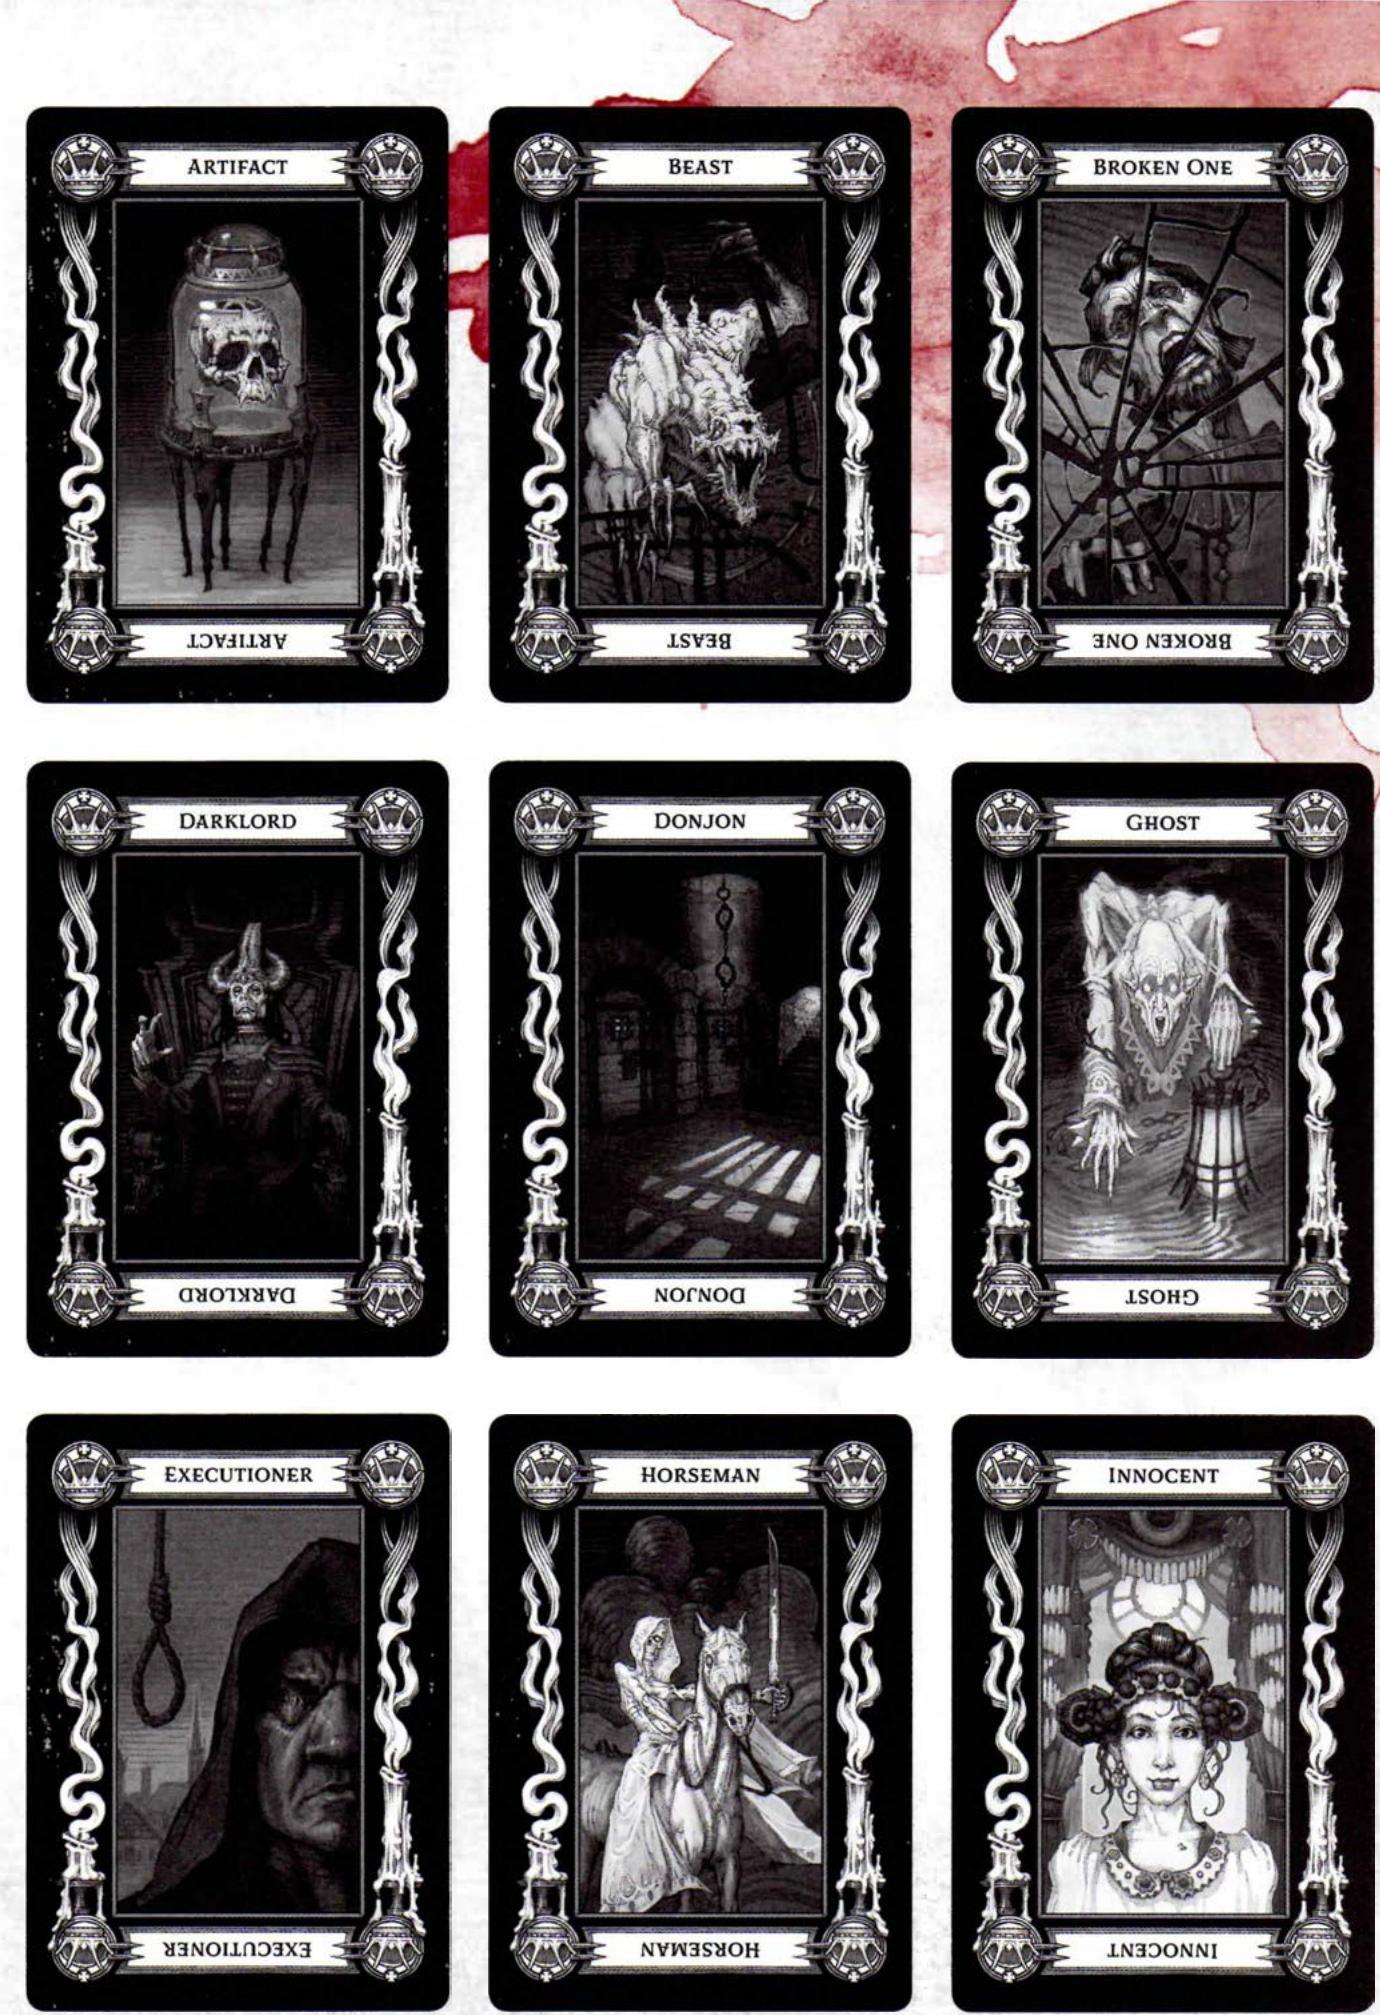 ARTIFACT
BEAST
BROKEN ONE
ARTIFACT
BEAST
BROKEN ONE
DARKLORD
DONJON
GHOST
DARKLORD
DONJON
GHOST
EXECUTIONER
HORSEMAN
INNOCENT
EXECUTIONER
HORSEMAN
INNOCENT